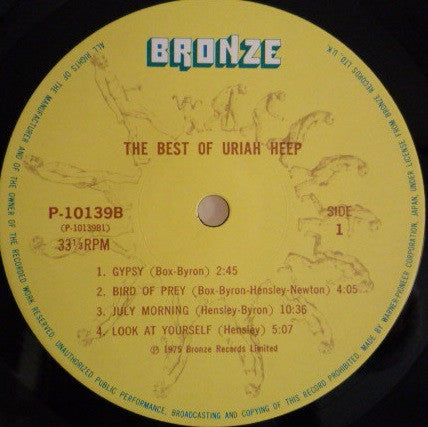 BRONZE
THE BEST OF URIAH HEEP
P-10139B
(P-10139B1)
33⅓RPM
SIDE
1
1. GYPSY (Box-Byron) 2:45
2. BIRD OF PREY (Box-Byron-Hensley-Newton) 4:05
3. JULY MORNING (Hensley-Byron) 10:36
4. LOOK AT YOURSELF (Hensley) 5:07
℗ 1975 Bronze Records Limited
ALL RIGHTS OF THE MANUFACTURER AND OF THE OWNER OF THE RECORDED WORK RESERVED. UNAUTHORIZED PUBLIC PERFORMANCE, BROADCASTING AND COPYING OF THIS RECORD PROHIBITED. MADE BY WARNER-PIONEER CORPORATION, JAPAN, UNDER LICENSE FROM BRONZE RECORDS LTD., U.K.